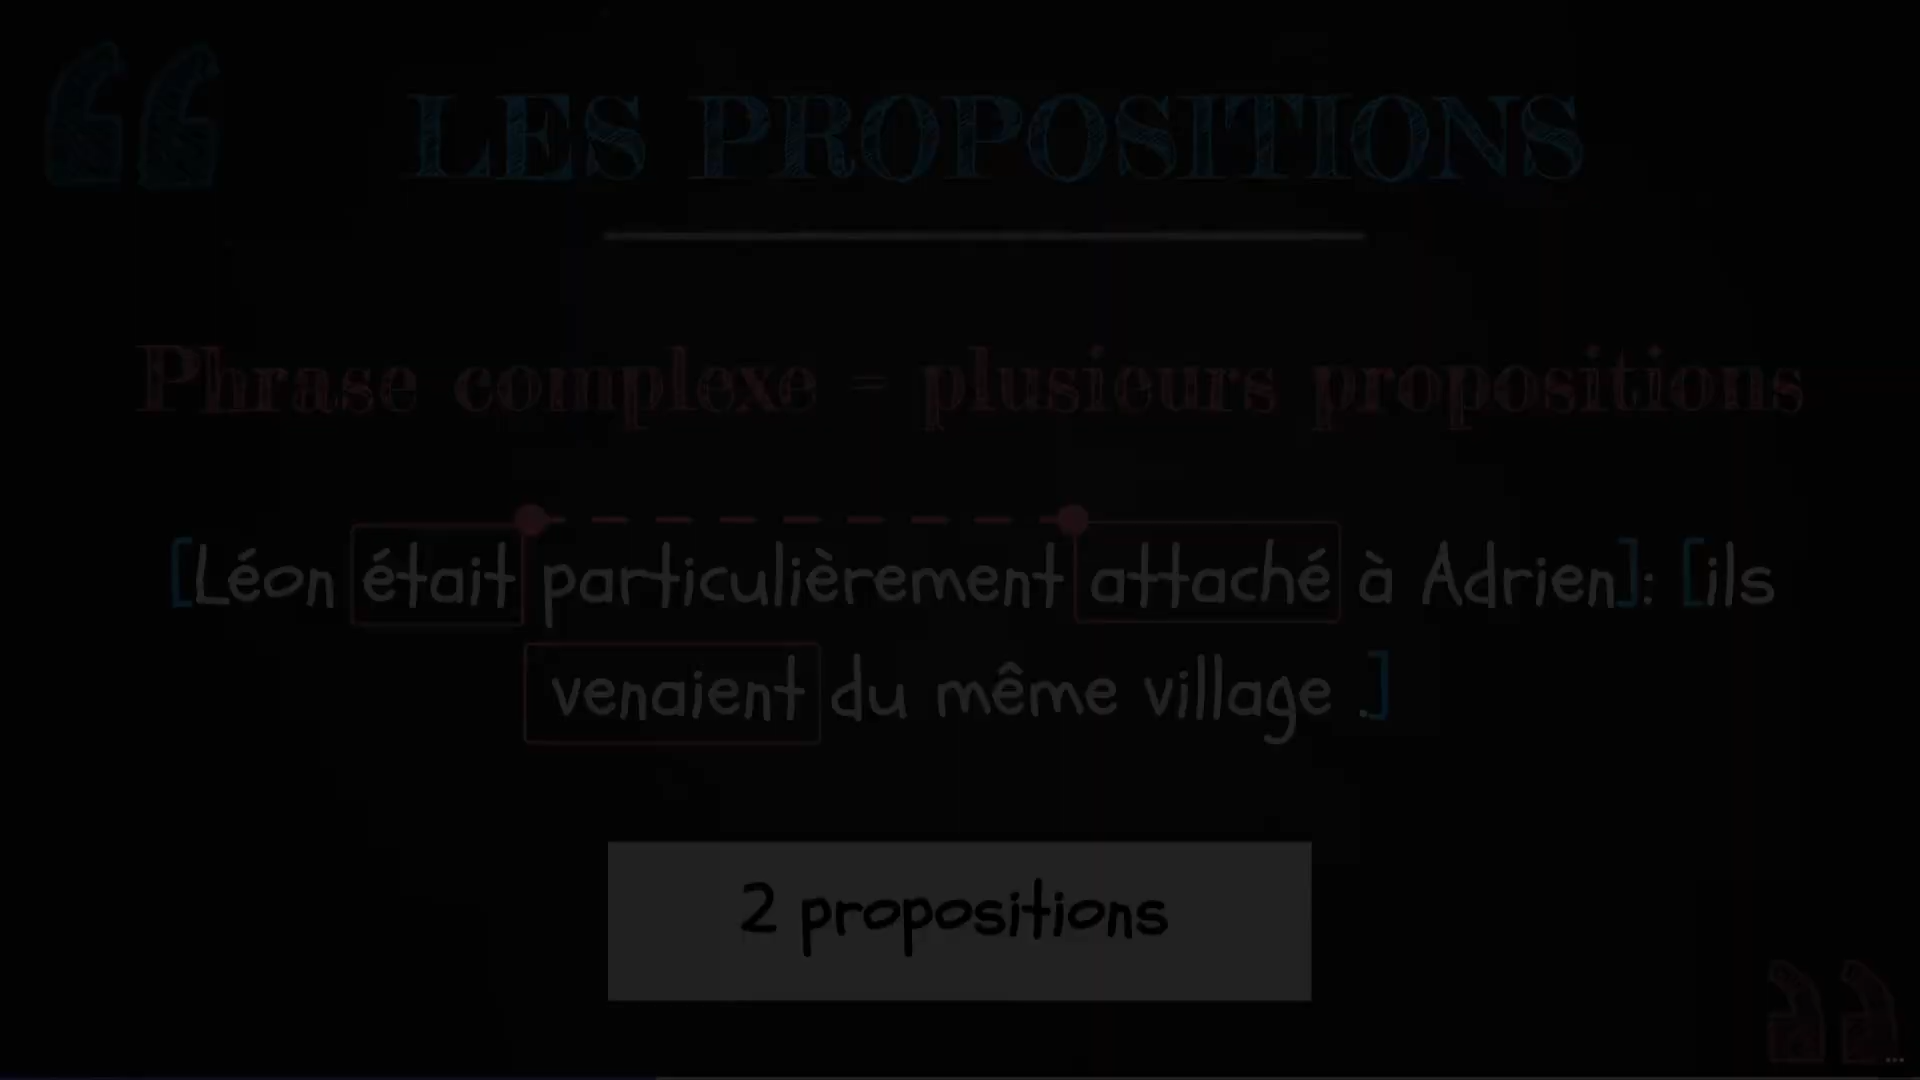 LES PROPOSITIONS
Phrase complexe = plusieurs propositions
[Léon était particulièrement attaché à Adrien]: [ils
venaient du même village .]
2 propositions